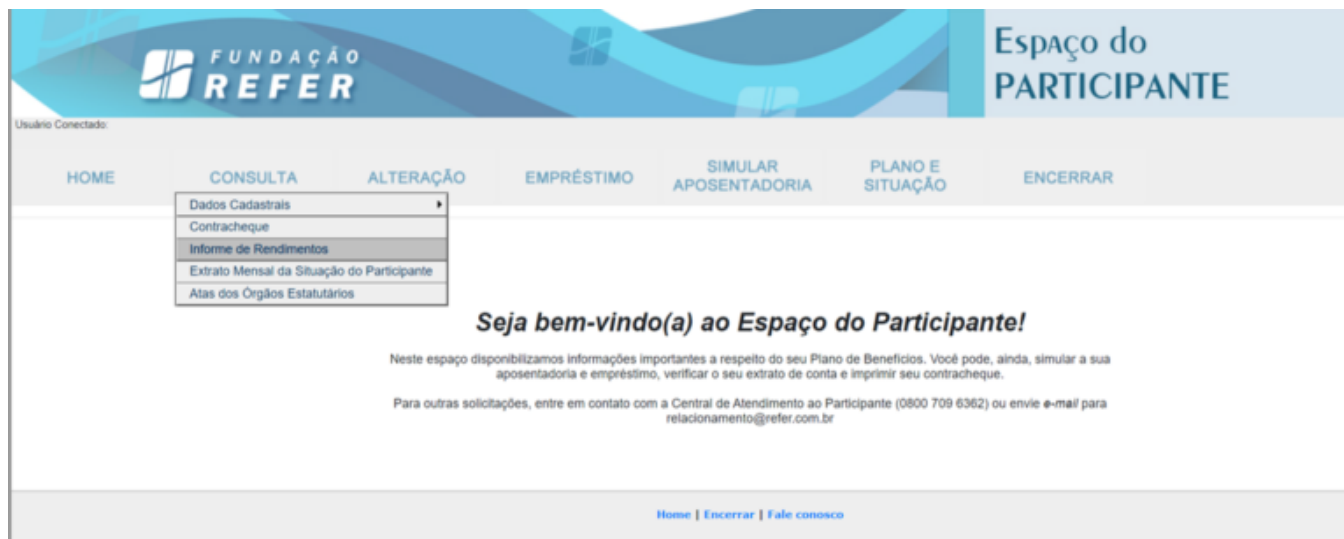 FUNDAÇÃO
REFER
Espaço do
PARTICIPANTE
Usuário Conectado:
HOME
CONSULTA
ALTERAÇÃO
EMPRÉSTIMO
SIMULAR
APOSENTADORIA
PLANO E
SITUAÇÃO
ENCERRAR
Dados Cadastrais
Contracheque
Informe de Rendimentos
Extrato Mensal da Situação do Participante
Atas dos Órgãos Estatutários
Seja bem-vindo(a) ao Espaço do Participante!
Neste espaço disponibilizamos informações importantes a respeito do seu Plano de Benefícios. Você pode, ainda, simular a sua
aposentadoria e empréstimo, verificar o seu extrato de conta e imprimir seu contracheque.
Para outras solicitações, entre em contato com a Central de Atendimento ao Participante (0800 709 6362) ou envie e-mail para
relacionamento@refer.com.br
Home | Encerrar | Fale conosco